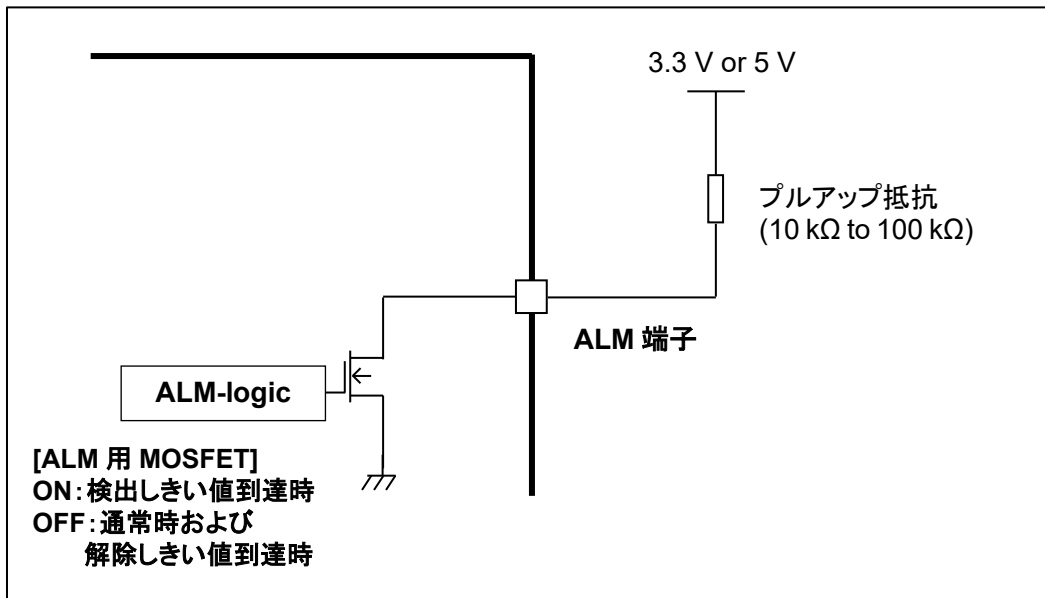 3.3 V or 5 V
プルアップ抵抗
(10 kΩ to 100 kΩ)
ALM 端子
ALM-logic
[ALM 用 MOSFET]
ON：検出しきい値到達時
OFF：通常時および
解除しきい値到達時